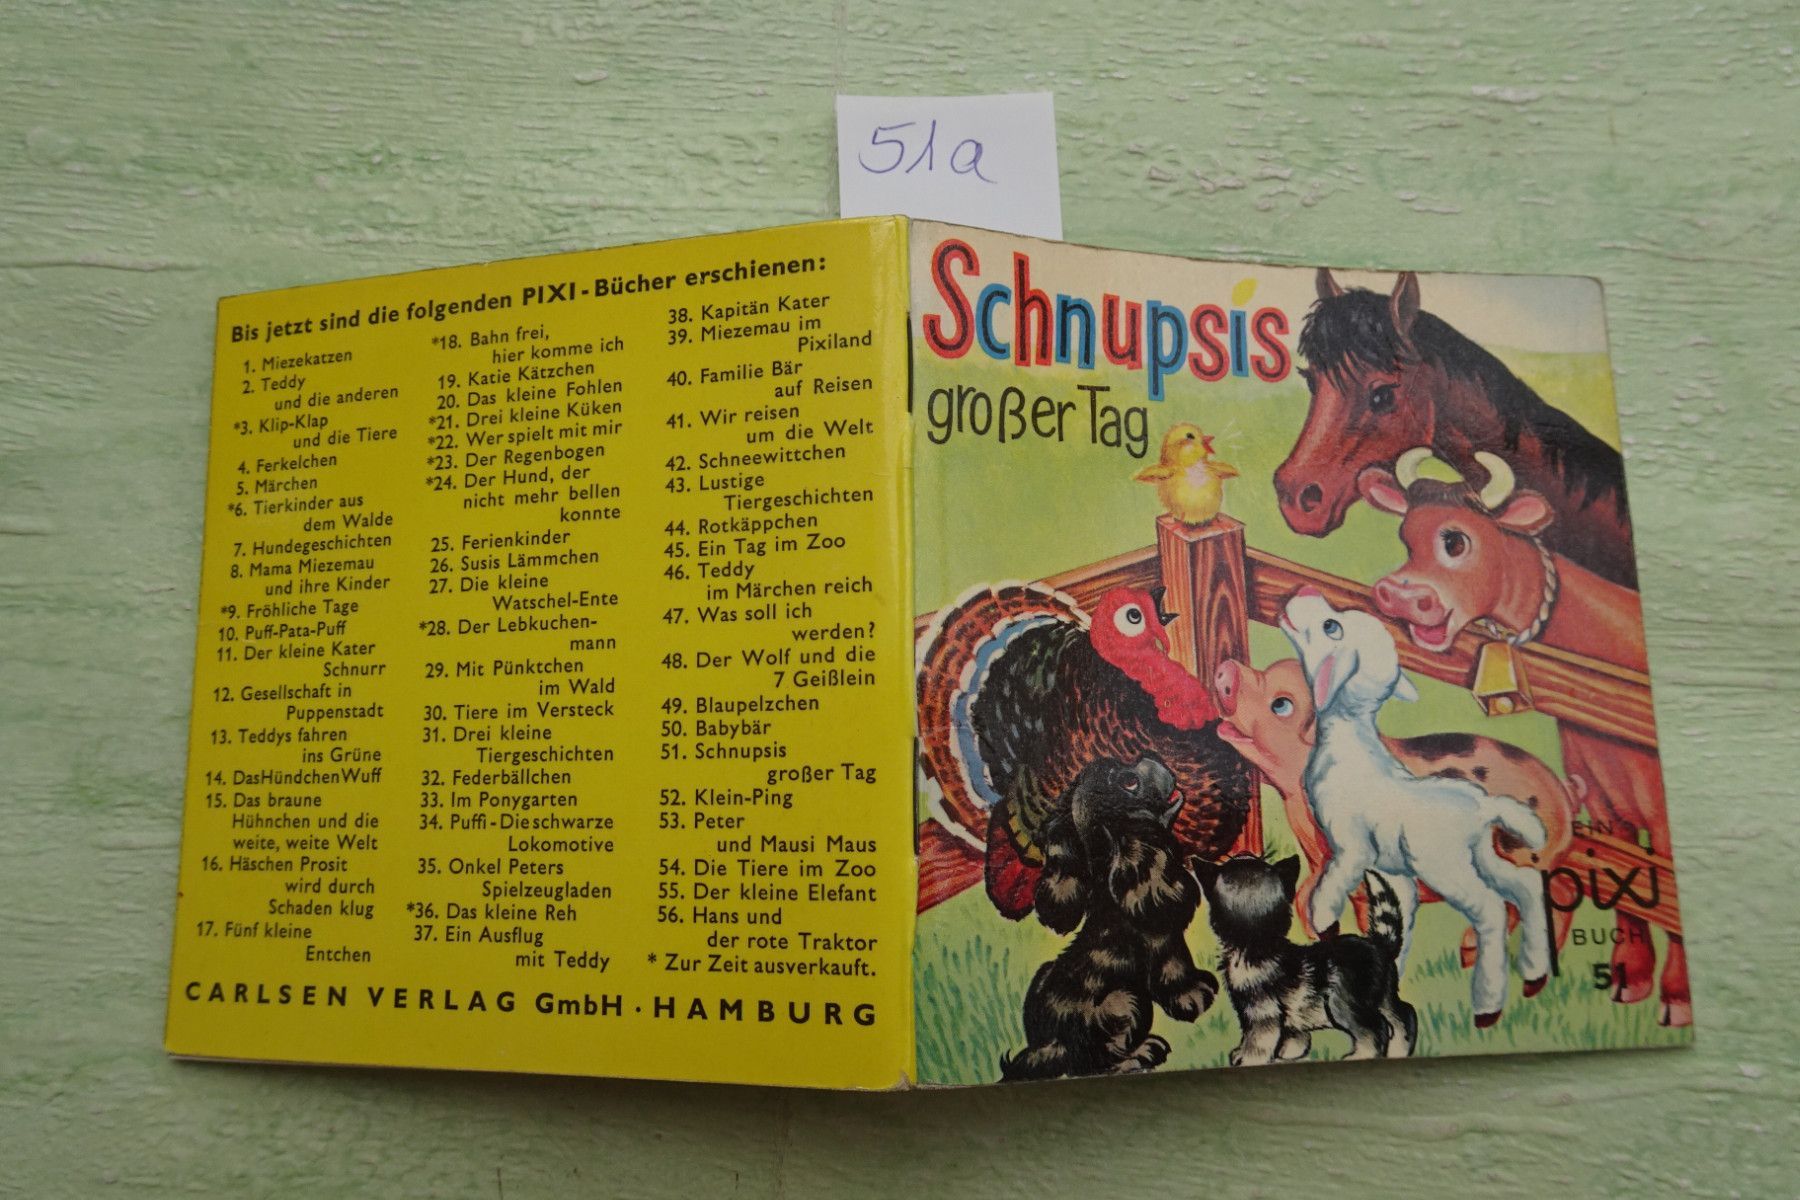 51a
Bis jetzt sind die folgenden PIXI-Bücher erschienen:
1. Miezekatzen
2. Teddy
und die anderen
*3. Klip-Klap
und die Tiere
4. Ferkelchen
5. Märchen
*6. Tierkinder aus
dem Walde
7. Hundegeschichten
8. Mama Miezemau
und ihre Kinder
*9. Fröhliche Tage
10. Puff-Pata-Puff
11. Der kleine Kater
Schnurr
12. Gesellschaft in
Puppenstadt
13. Teddys fahren
ins Grüne
14. Das Hündchen Wuff
15. Das braune
Hühnchen und die
weite, weite Welt
16. Häschen Prosit
wird durch
Schaden klug
17. Fünf kleine
Entchen
*18. Bahn frei,
hier komme ich
19. Katie Kätzchen
20. Das kleine Fohlen
*21. Drei kleine Küken
*22. Wer spielt mit mir
*23. Der Regenbogen
*24. Der Hund, der
nicht mehr bellen
konnte
25. Ferienkinder
26. Susis Lämmchen
27. Die kleine
Watschel-Ente
*28. Der Lebkuchen-
mann
29. Mit Pünktchen
im Wald
30. Tiere im Versteck
31. Drei kleine
Tiergeschichten
32. Federbällchen
33. Im Ponygarten
34. Puffi - Die schwarze
Lokomotive
35. Onkel Peters
Spielzeugladen
*36. Das kleine Reh
37. Ein Ausflug
mit Teddy
38. Kapitän Kater
39. Miezemau im
Pixiland
40. Familie Bär
auf Reisen
41. Wir reisen
um die Welt
42. Schneewittchen
43. Lustige
Tiergeschichten
44. Rotkäppchen
45. Ein Tag im Zoo
46. Teddy
im Märchen reich
47. Was soll ich
werden?
48. Der Wolf und die
7 Geißlein
49. Blaupelzchen
50. Babybär
51. Schnupsis
großer Tag
52. Klein-Ping
53. Peter
und Mausi Maus
54. Die Tiere im Zoo
55. Der kleine Elefant
56. Hans und
der rote Traktor
* Zur Zeit ausverkauft.
CARLSEN VERLAG GmbH · HAMBURG
Schnupsis
großer Tag
EIN
pixi
BUCH
51